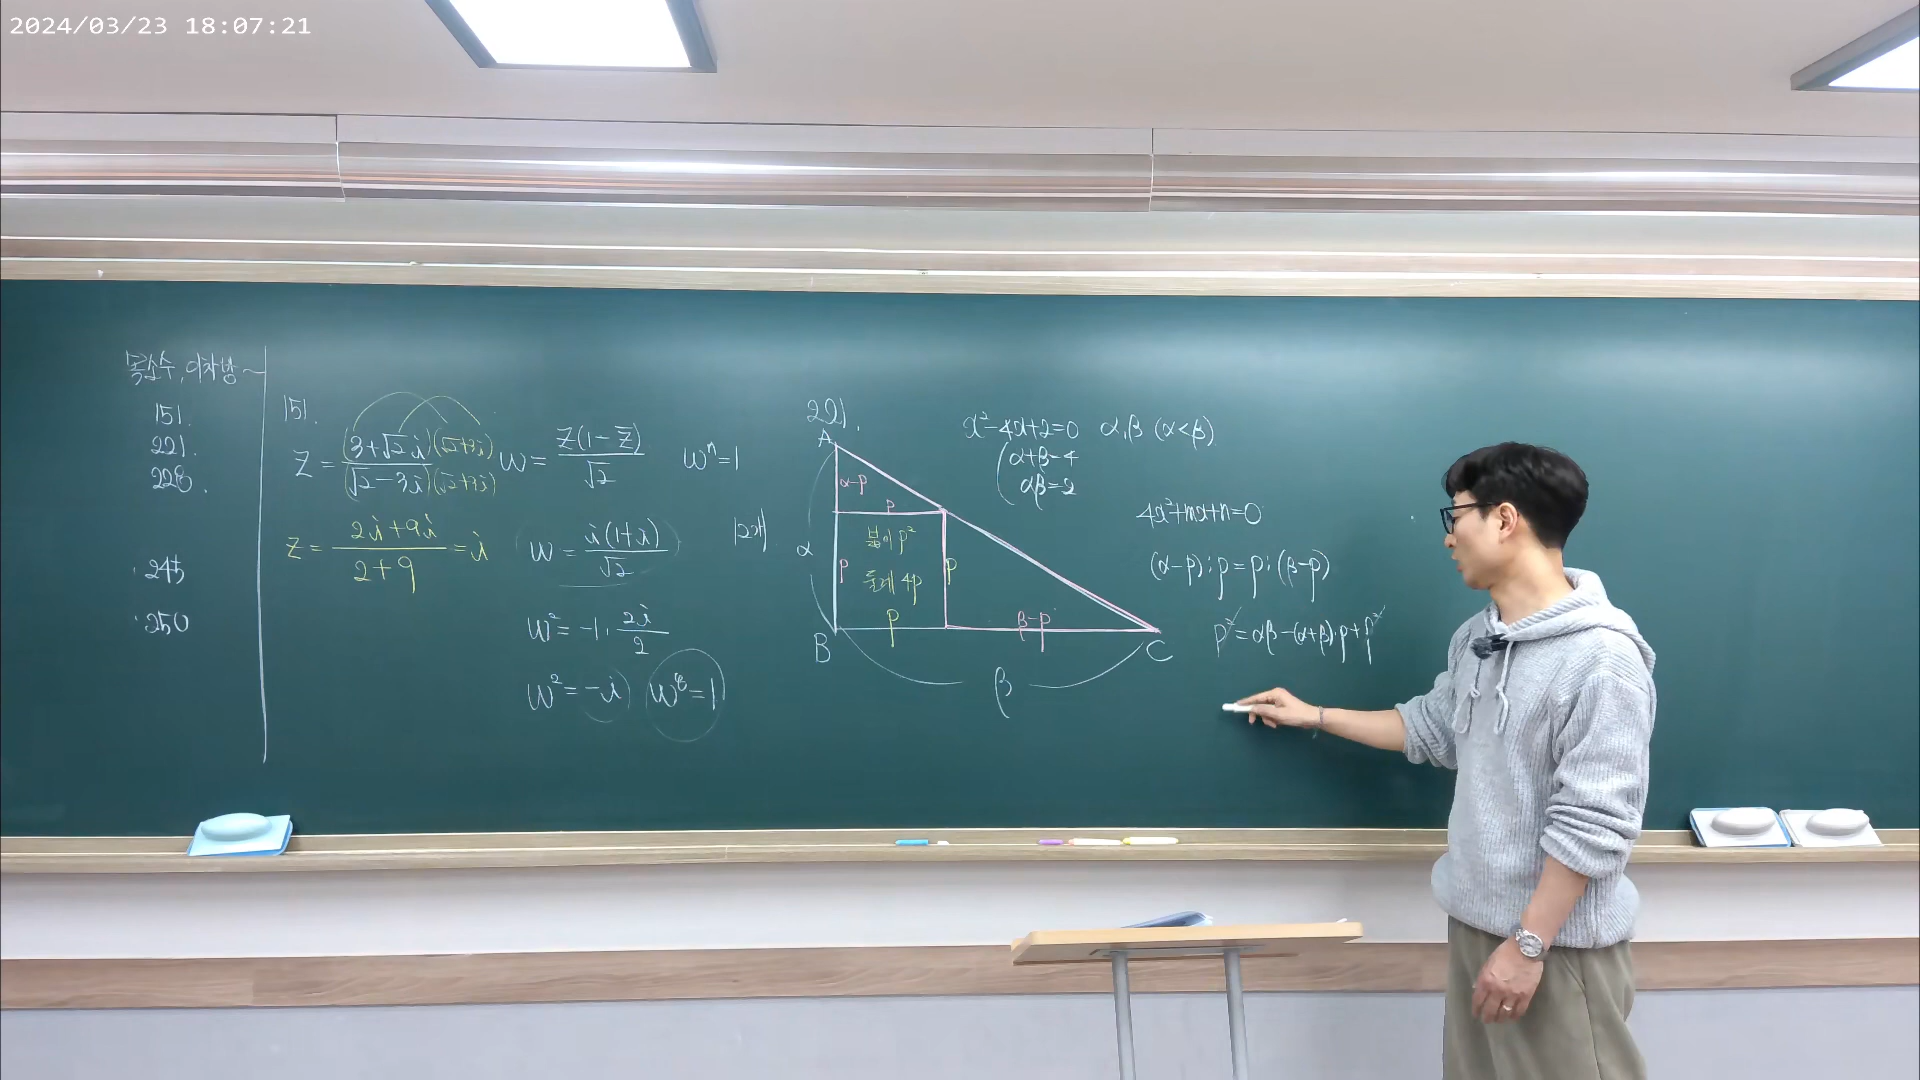 2024/03/23 18:07:21
복소수, 이차방~
151.
221.
228.
245
250
151.
Z = (3+√2i)(√2+3i) / (√2-3i)(√2+3i)
W = Z(1-Z̅) / √2
Wⁿ=1
Z = 2i+9i / 2+9 = i
W = i(1+i) / √2
12개
W² = -1 · 2i / 2
W² = -i
W⁸=1
221.
A
α-p
p
α
p
넓이 p²
둘레 4p
p
p
β-p
B
C
β
x²-4x+2=0 α,β (α<β)
α+β=4
αβ=2
4x²+mx+n=0
(α-p):p=p:(β-p)
p²=αβ-(α+β)p+p²